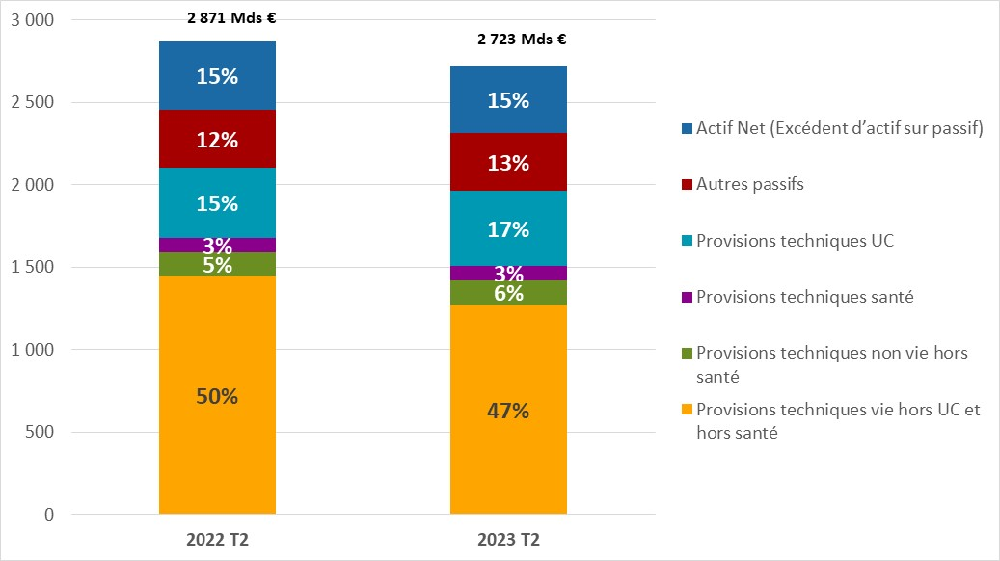 3 000
2 500
2 000
1 500
1 000
500
0
2 871 Mds €
15%
12%
15%
3%
5%
50%
2022 T2
2 723 Mds €
15%
13%
17%
3%
6%
47%
2023 T2
Actif Net (Excédent d’actif sur passif)
Autres passifs
Provisions techniques UC
Provisions techniques santé
Provisions techniques non vie hors
santé
Provisions techniques vie hors UC et
hors santé